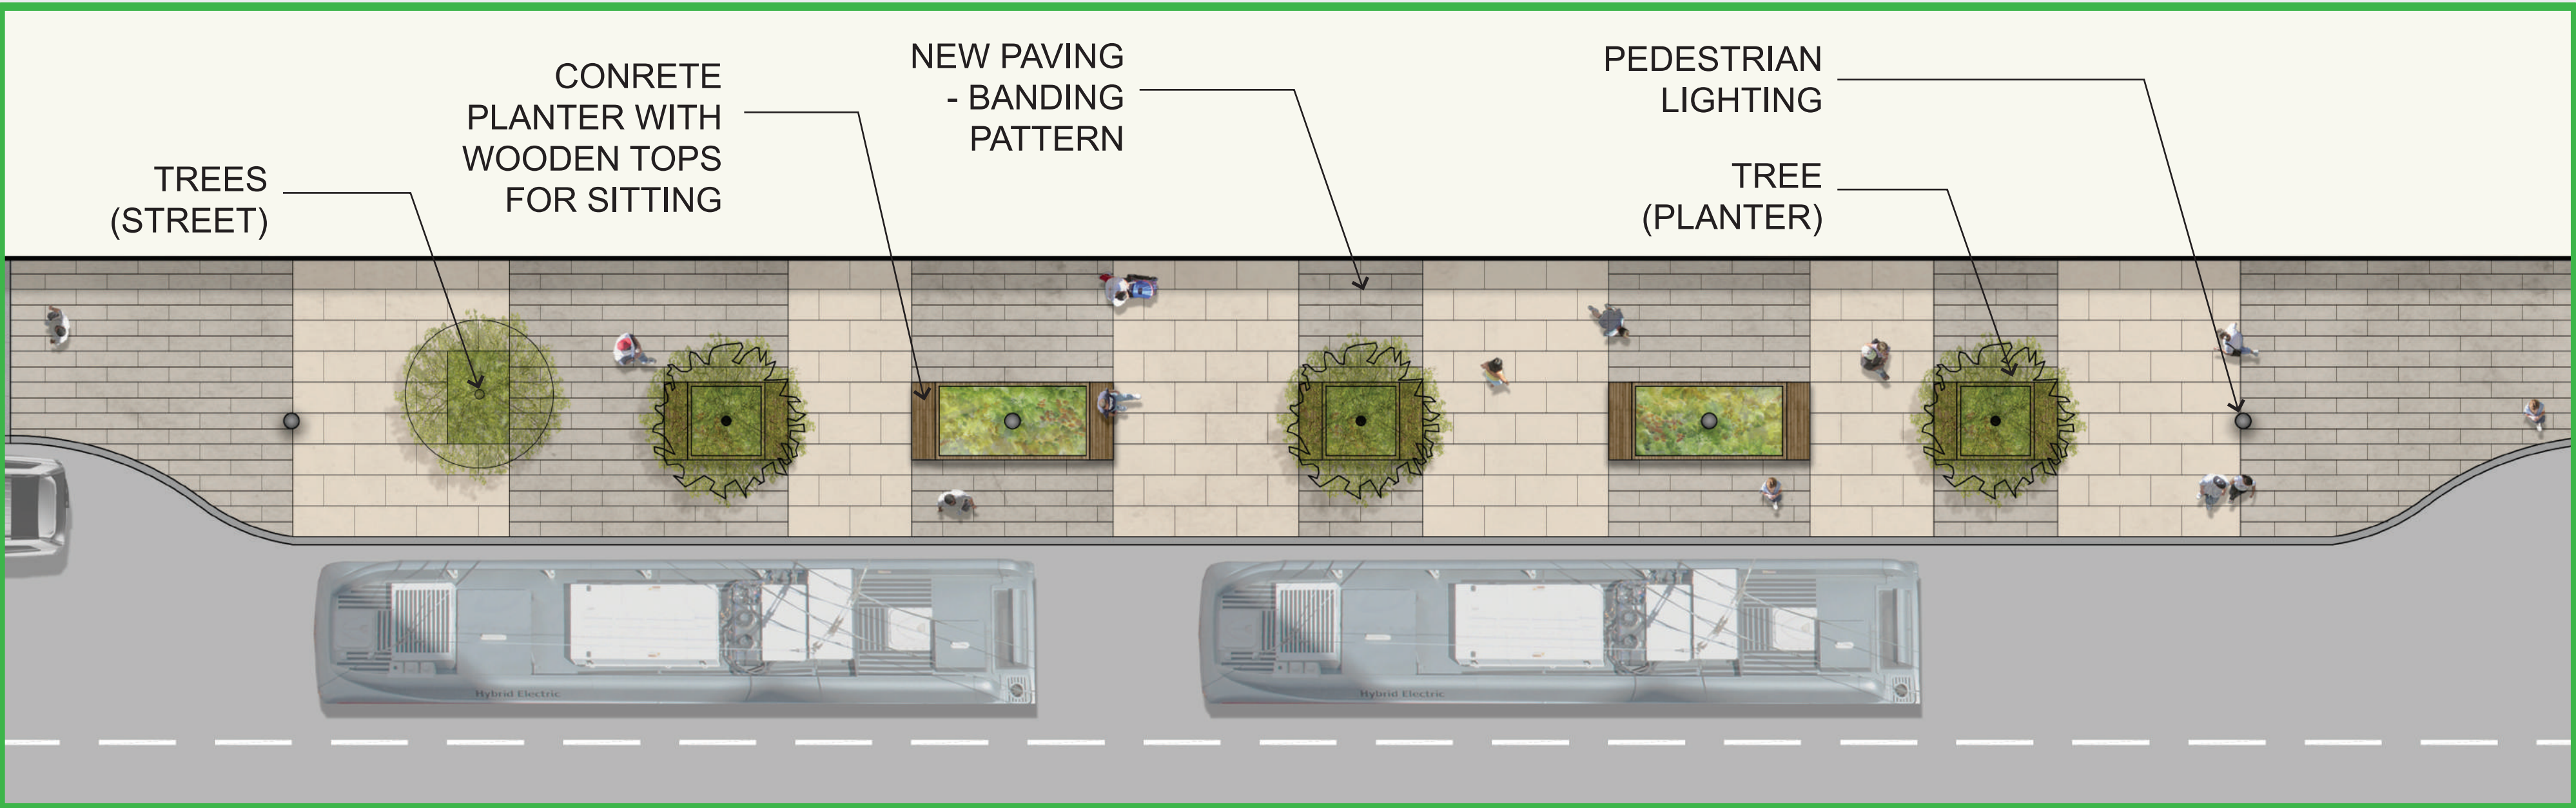 TREES
(STREET)
CONRETE
PLANTER WITH
WOODEN TOPS
FOR SITTING
NEW PAVING
- BANDING
PATTERN
PEDESTRIAN
LIGHTING
TREE
(PLANTER)
Hybrid Electric
Hybrid Electric